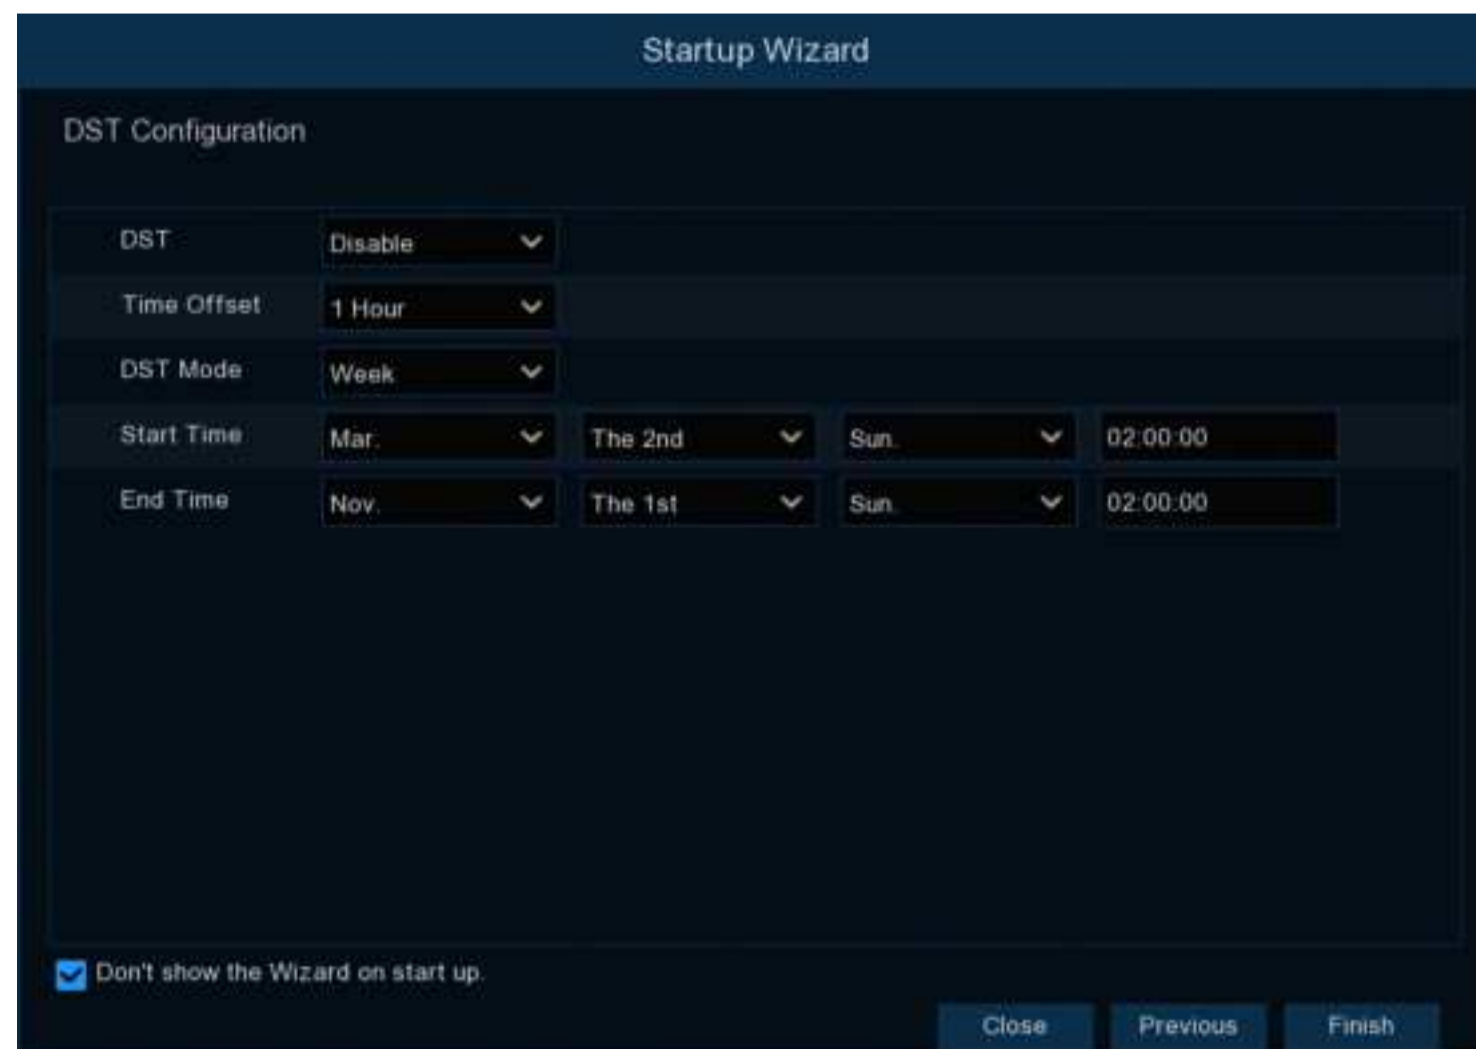 Startup Wizard
DST Configuration
DST Disable
Time Offset 1 Hour
DST Mode Week
Start Time Mar. The 2nd Sun. 02:00:00
End Time Nov. The 1st Sun. 02:00:00
Don't show the Wizard on start up.
Close Previous Finish